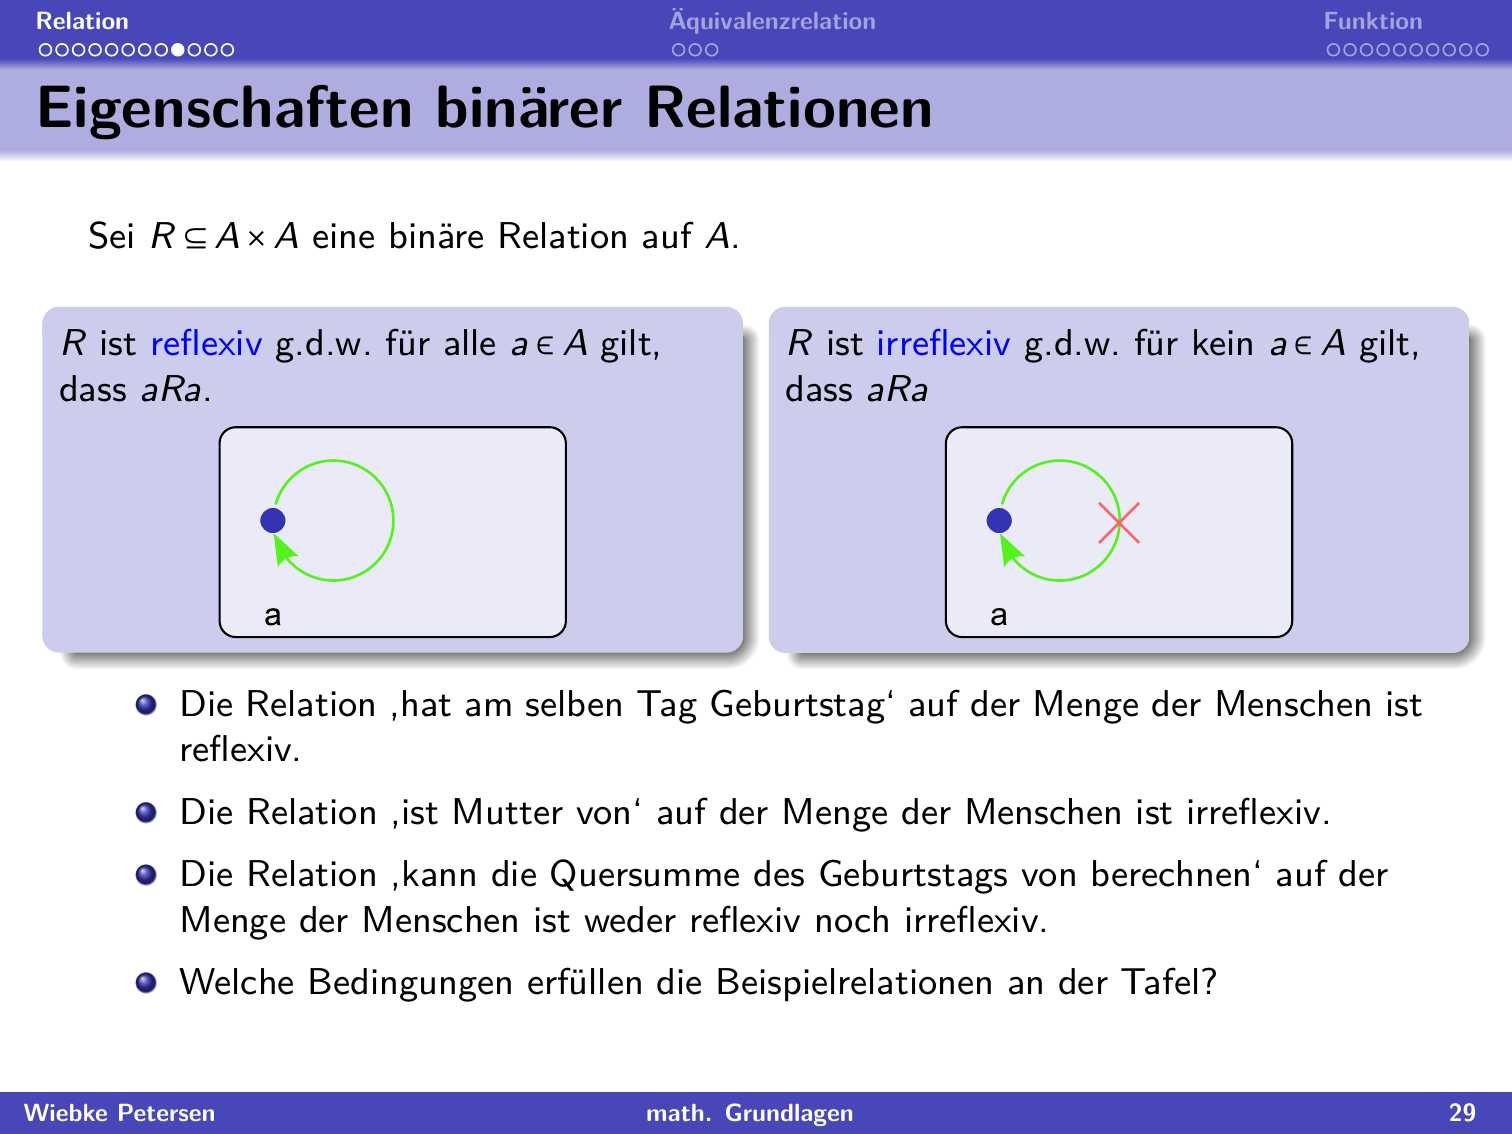 Relation
Äquivalenzrelation
Funktion
Eigenschaften binärer Relationen
Sei R ⊆ A × A eine binäre Relation auf A.
R ist reflexiv g.d.w. für alle a ∈ A gilt,
dass aRa.
a
R ist irreflexiv g.d.w. für kein a ∈ A gilt,
dass aRa
a
Die Relation ‚hat am selben Tag Geburtstag‘ auf der Menge der Menschen ist
reflexiv.
Die Relation ‚ist Mutter von‘ auf der Menge der Menschen ist irreflexiv.
Die Relation ‚kann die Quersumme des Geburtstags von berechnen‘ auf der
Menge der Menschen ist weder reflexiv noch irreflexiv.
Welche Bedingungen erfüllen die Beispielrelationen an der Tafel?
Wiebke Petersen
math. Grundlagen
29